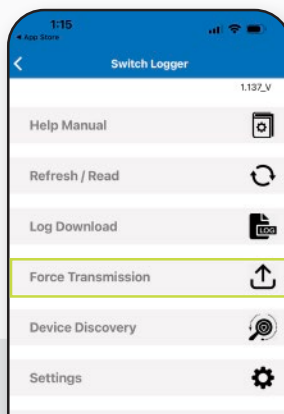 1:15
◄ App Store
Switch Logger
1.137_V
Help Manual
Refresh / Read
Log Download
LOG
Force Transmission
Device Discovery
Settings